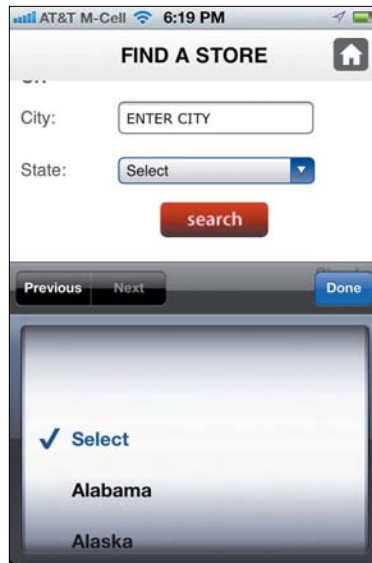 AT&T M-Cell 6:19 PM
FIND A STORE
City: ENTER CITY
State: Select
search
Previous Next Done
Select
Alabama
Alaska